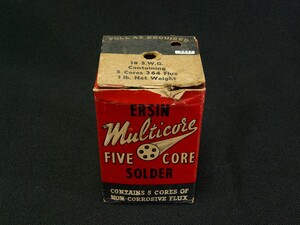 PULL AS REQUIRED
18 S.W.G.
Containing
5 Cores 364 Flux
1 lb. Net Weight
ERSIN
Multicore
FIVE CORE
SOLDER
CONTAINS 5 CORES OF
NON-CORROSIVE FLUX